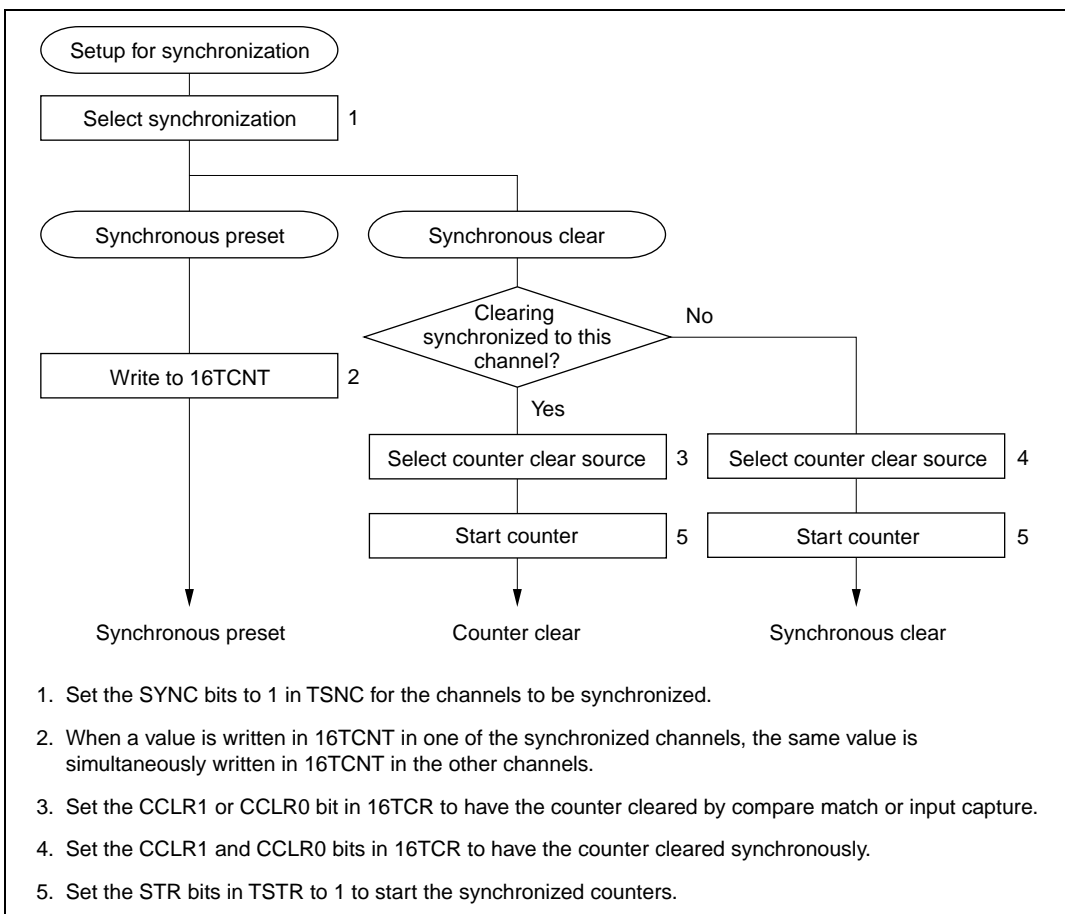 Setup for synchronization
Select synchronization 1
Synchronous preset
Synchronous clear
Clearing
synchronized to this
channel?
No
Write to 16TCNT 2
Yes
Select counter clear source 3
Select counter clear source 4
Start counter 5
Start counter 5
Synchronous preset
Counter clear
Synchronous clear
1. Set the SYNC bits to 1 in TSNC for the channels to be synchronized.
2. When a value is written in 16TCNT in one of the synchronized channels, the same value is
simultaneously written in 16TCNT in the other channels.
3. Set the CCLR1 or CCLR0 bit in 16TCR to have the counter cleared by compare match or input capture.
4. Set the CCLR1 and CCLR0 bits in 16TCR to have the counter cleared synchronously.
5. Set the STR bits in TSTR to 1 to start the synchronized counters.